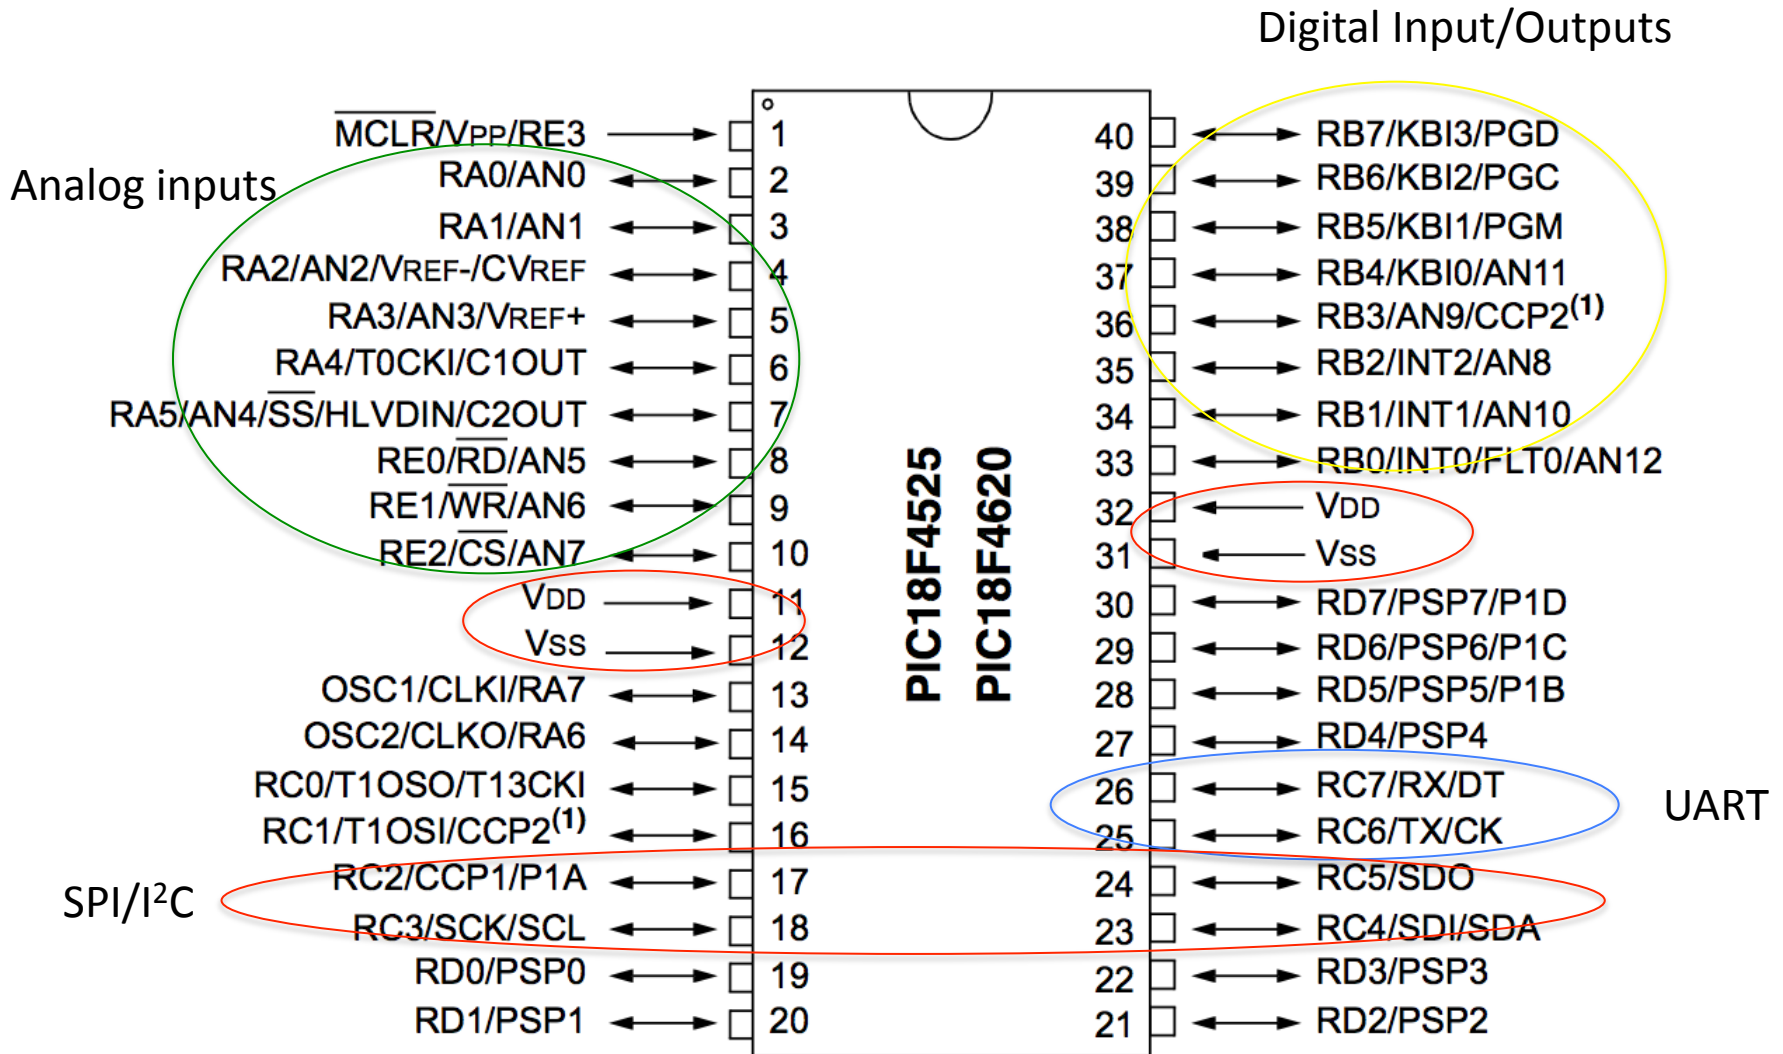 Digital Input/Outputs
Analog inputs
MCLR/VPP/RE3 1
RA0/AN0 2
RA1/AN1 3
RA2/AN2/VREF-/CVREF 4
RA3/AN3/VREF+ 5
RA4/T0CKI/C1OUT 6
RA5/AN4/SS/HLVDIN/C2OUT 7
RE0/RD/AN5 8
RE1/WR/AN6 9
RE2/CS/AN7 10
VDD 11
VSS 12
OSC1/CLKI/RA7 13
OSC2/CLKO/RA6 14
RC0/T1OSO/T13CKI 15
RC1/T1OSI/CCP2(1) 16
RC2/CCP1/P1A 17
RC3/SCK/SCL 18
RD0/PSP0 19
RD1/PSP1 20
SPI/I²C
PIC18F4525
PIC18F4620
40 RB7/KBI3/PGD
39 RB6/KBI2/PGC
38 RB5/KBI1/PGM
37 RB4/KBI0/AN11
36 RB3/AN9/CCP2(1)
35 RB2/INT2/AN8
34 RB1/INT1/AN10
33 RB0/INT0/FLT0/AN12
32 VDD
31 VSS
30 RD7/PSP7/P1D
29 RD6/PSP6/P1C
28 RD5/PSP5/P1B
27 RD4/PSP4
26 RC7/RX/DT
25 RC6/TX/CK
24 RC5/SDO
23 RC4/SDI/SDA
22 RD3/PSP3
21 RD2/PSP2
UART